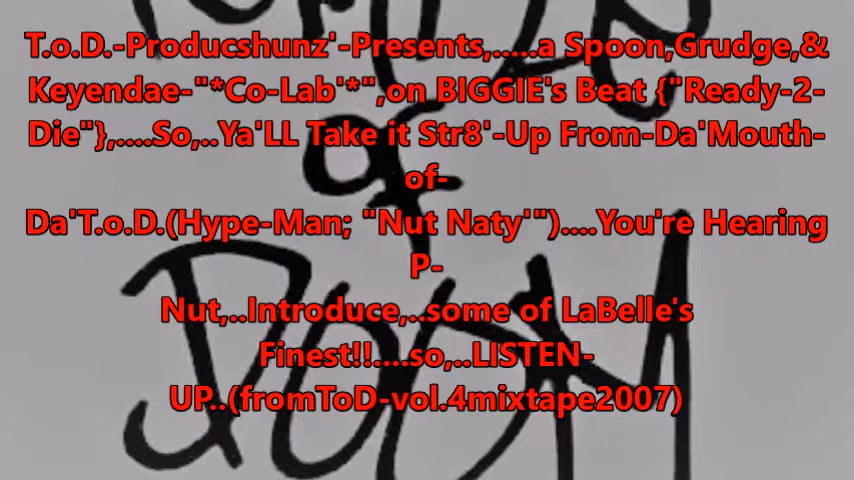 T.o.D.-Producshunz'-Presents,.....a Spoon,Grudge,&
Keyendae-"*Co-Lab'*",on BIGGIE's Beat {"Ready-2-
Die"},....So,..Ya'LL Take it Str8'-Up From-Da'Mouth-
of-
Da'T.o.D.(Hype-Man; "Nut Naty'")....You're Hearing
P-
Nut,..Introduce,..some of LaBelle's
Finest!!....so,..LISTEN-
UP..(fromToD-vol.4mixtape2007)
of
DOOM